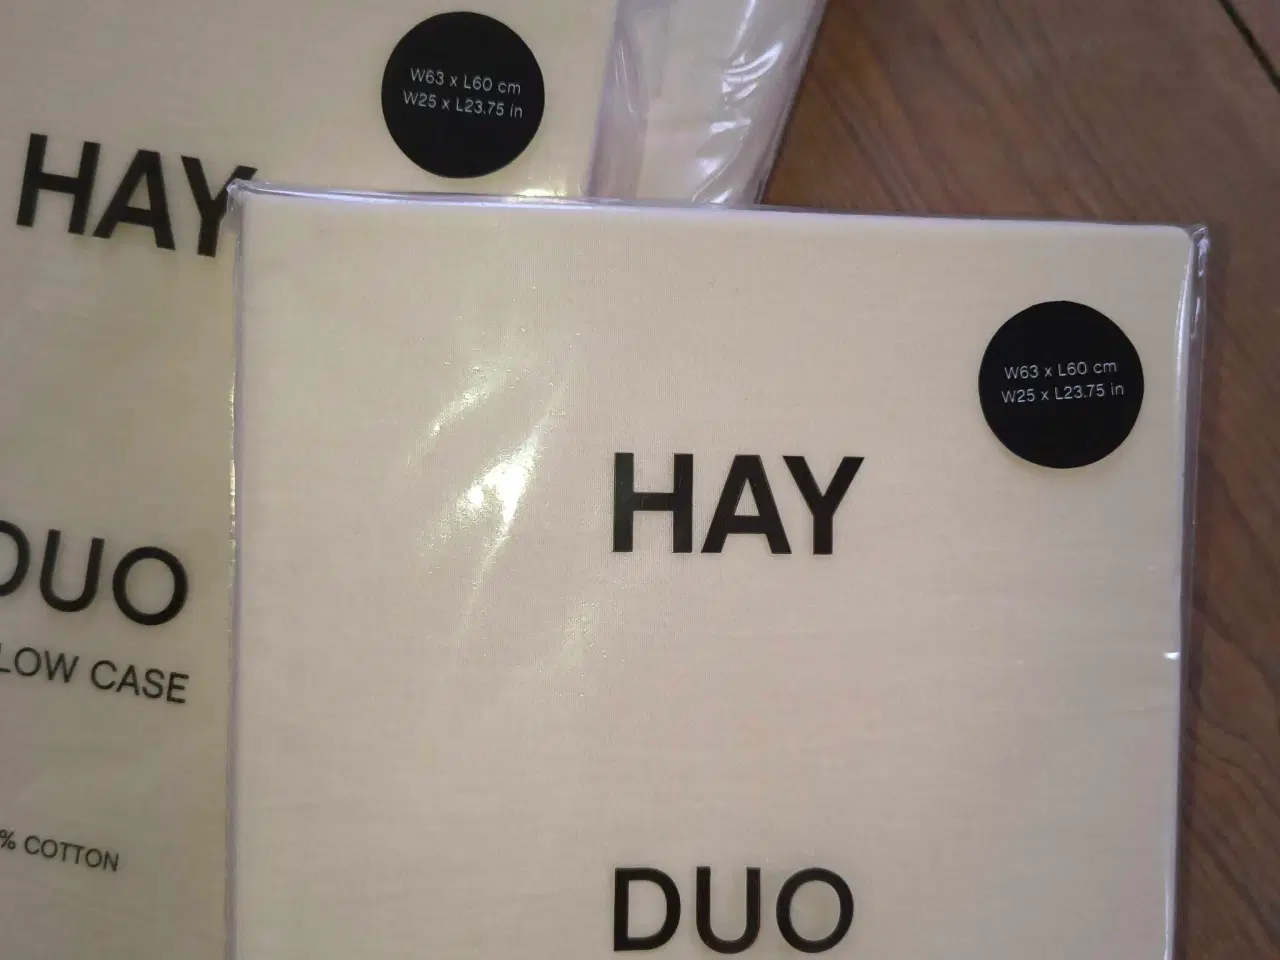 W63 x L60 cm
W25 x L23.75 in
HAY
DUO
LOW CASE
% COTTON
W63 x L60 cm
W25 x L23.75 in
HAY
DUO